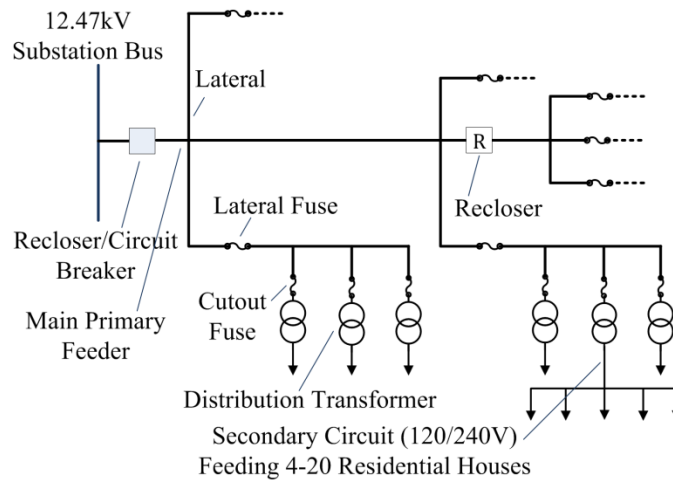 12.47kV
Substation Bus
Lateral
R
Lateral Fuse
Recloser
Recloser/Circuit
Breaker
Cutout
Fuse
Main Primary
Feeder
Distribution Transformer
Secondary Circuit (120/240V)
Feeding 4-20 Residential Houses